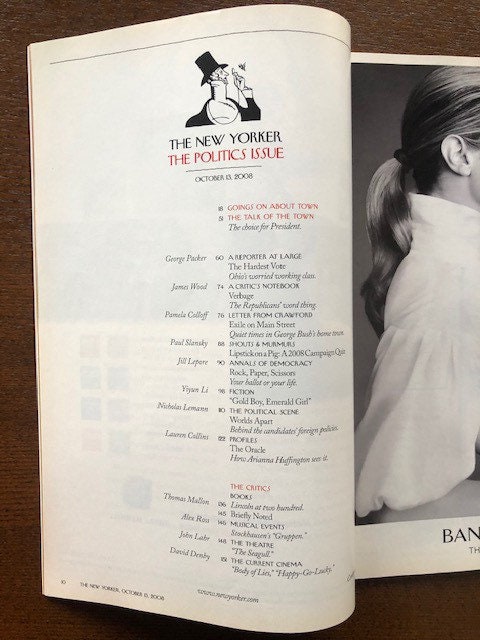 THE NEW YORKER
THE POLITICS ISSUE
OCTOBER 13, 2008
18 GOINGS ON ABOUT TOWN
51 THE TALK OF THE TOWN
The choice for President.
George Packer 60 A REPORTER AT LARGE
The Hardest Vote
Ohio's worried working class.
James Wood 74 A CRITIC'S NOTEBOOK
Verbage
The Republicans' word thing.
Pamela Colloff 76 LETTER FROM CRAWFORD
Exile on Main Street
Quiet times in George Bush's home town.
Paul Slansky 88 SHOUTS & MURMURS
Lipstick on a Pig: A 2008 Campaign Quiz
Jill Lepore 90 ANNALS OF DEMOCRACY
Rock, Paper, Scissors
Your ballot or your life.
Yiyun Li 98 FICTION
"Gold Boy, Emerald Girl"
Nicholas Lemann 110 THE POLITICAL SCENE
Worlds Apart
Behind the candidates' foreign policies.
Lauren Collins 122 PROFILES
The Oracle
How Arianna Huffington sees it.
THE CRITICS
BOOKS
Thomas Mallon 136 Lincoln at two hundred.
145 Briefly Noted
MUSICAL EVENTS
Alex Ross 146 Stockhausen's "Gruppen."
THE THEATRE
John Lahr 148 "The Seagull."
THE CURRENT CINEMA
David Denby 151 "Body of Lies," "Happy-Go-Lucky."
10 THE NEW YORKER, OCTOBER 13, 2008
www.newyorker.com
BAN
TH